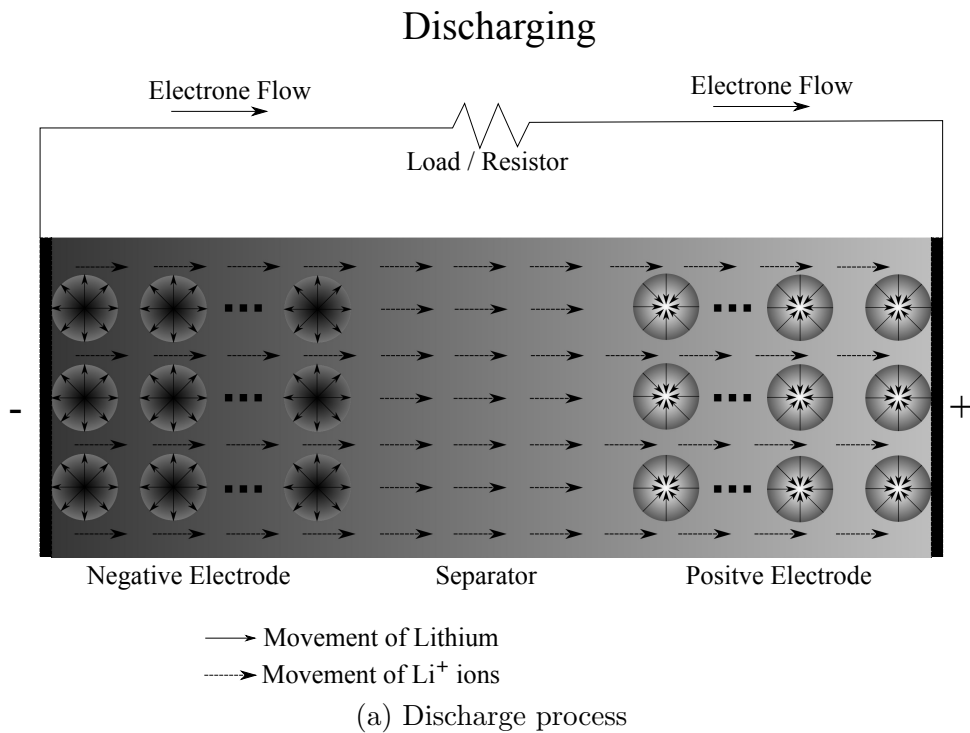 Discharging
Electrone Flow
Electrone Flow
Load / Resistor
-
+
Negative Electrode
Separator
Positve Electrode
Movement of Lithium
Movement of Li⁺ ions
(a) Discharge process